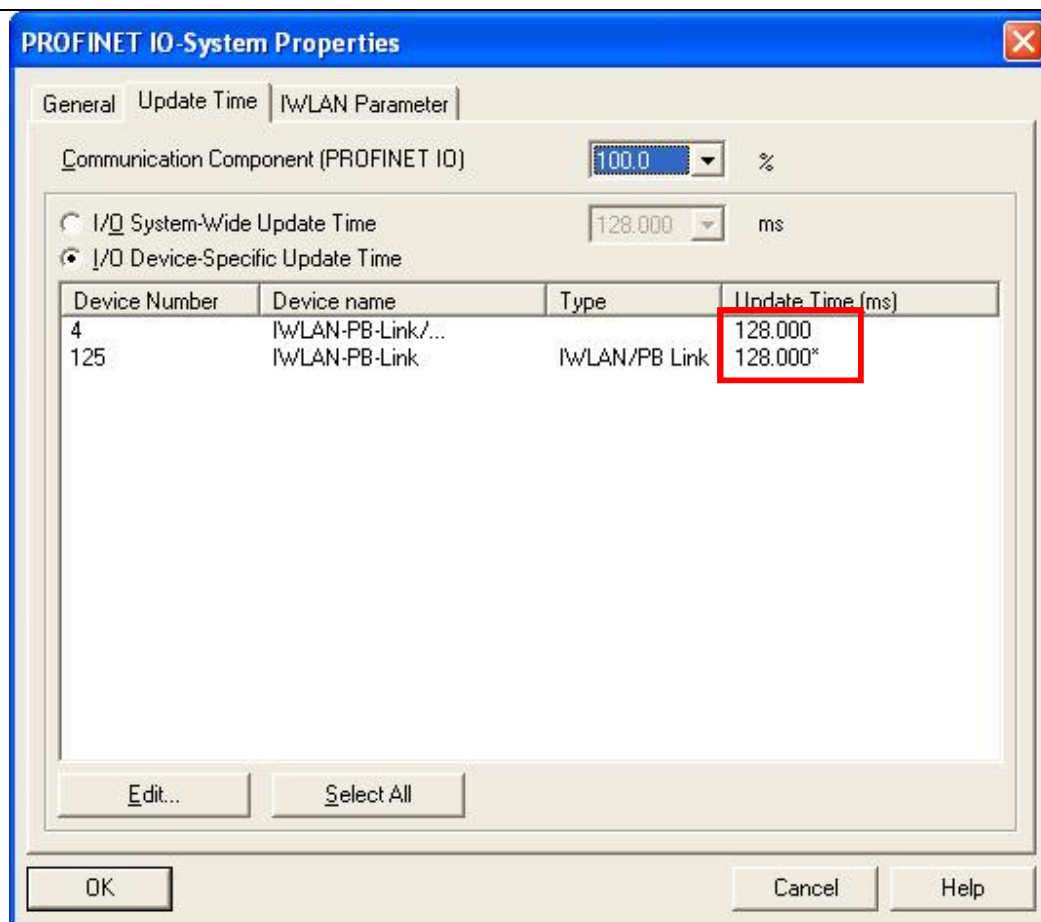 PROFINET IO-System Properties
General Update Time IWLAN Parameter
Communication Component (PROFINET IO) 100.0 %
I/O System-Wide Update Time 128.000 ms
I/O Device-Specific Update Time
Device Number Device name Type Update Time (ms)
4 IWLAN-PB-Link/... 128.000
125 IWLAN-PB-Link IWLAN/PB Link 128.000*
Edit... Select All
OK Cancel Help